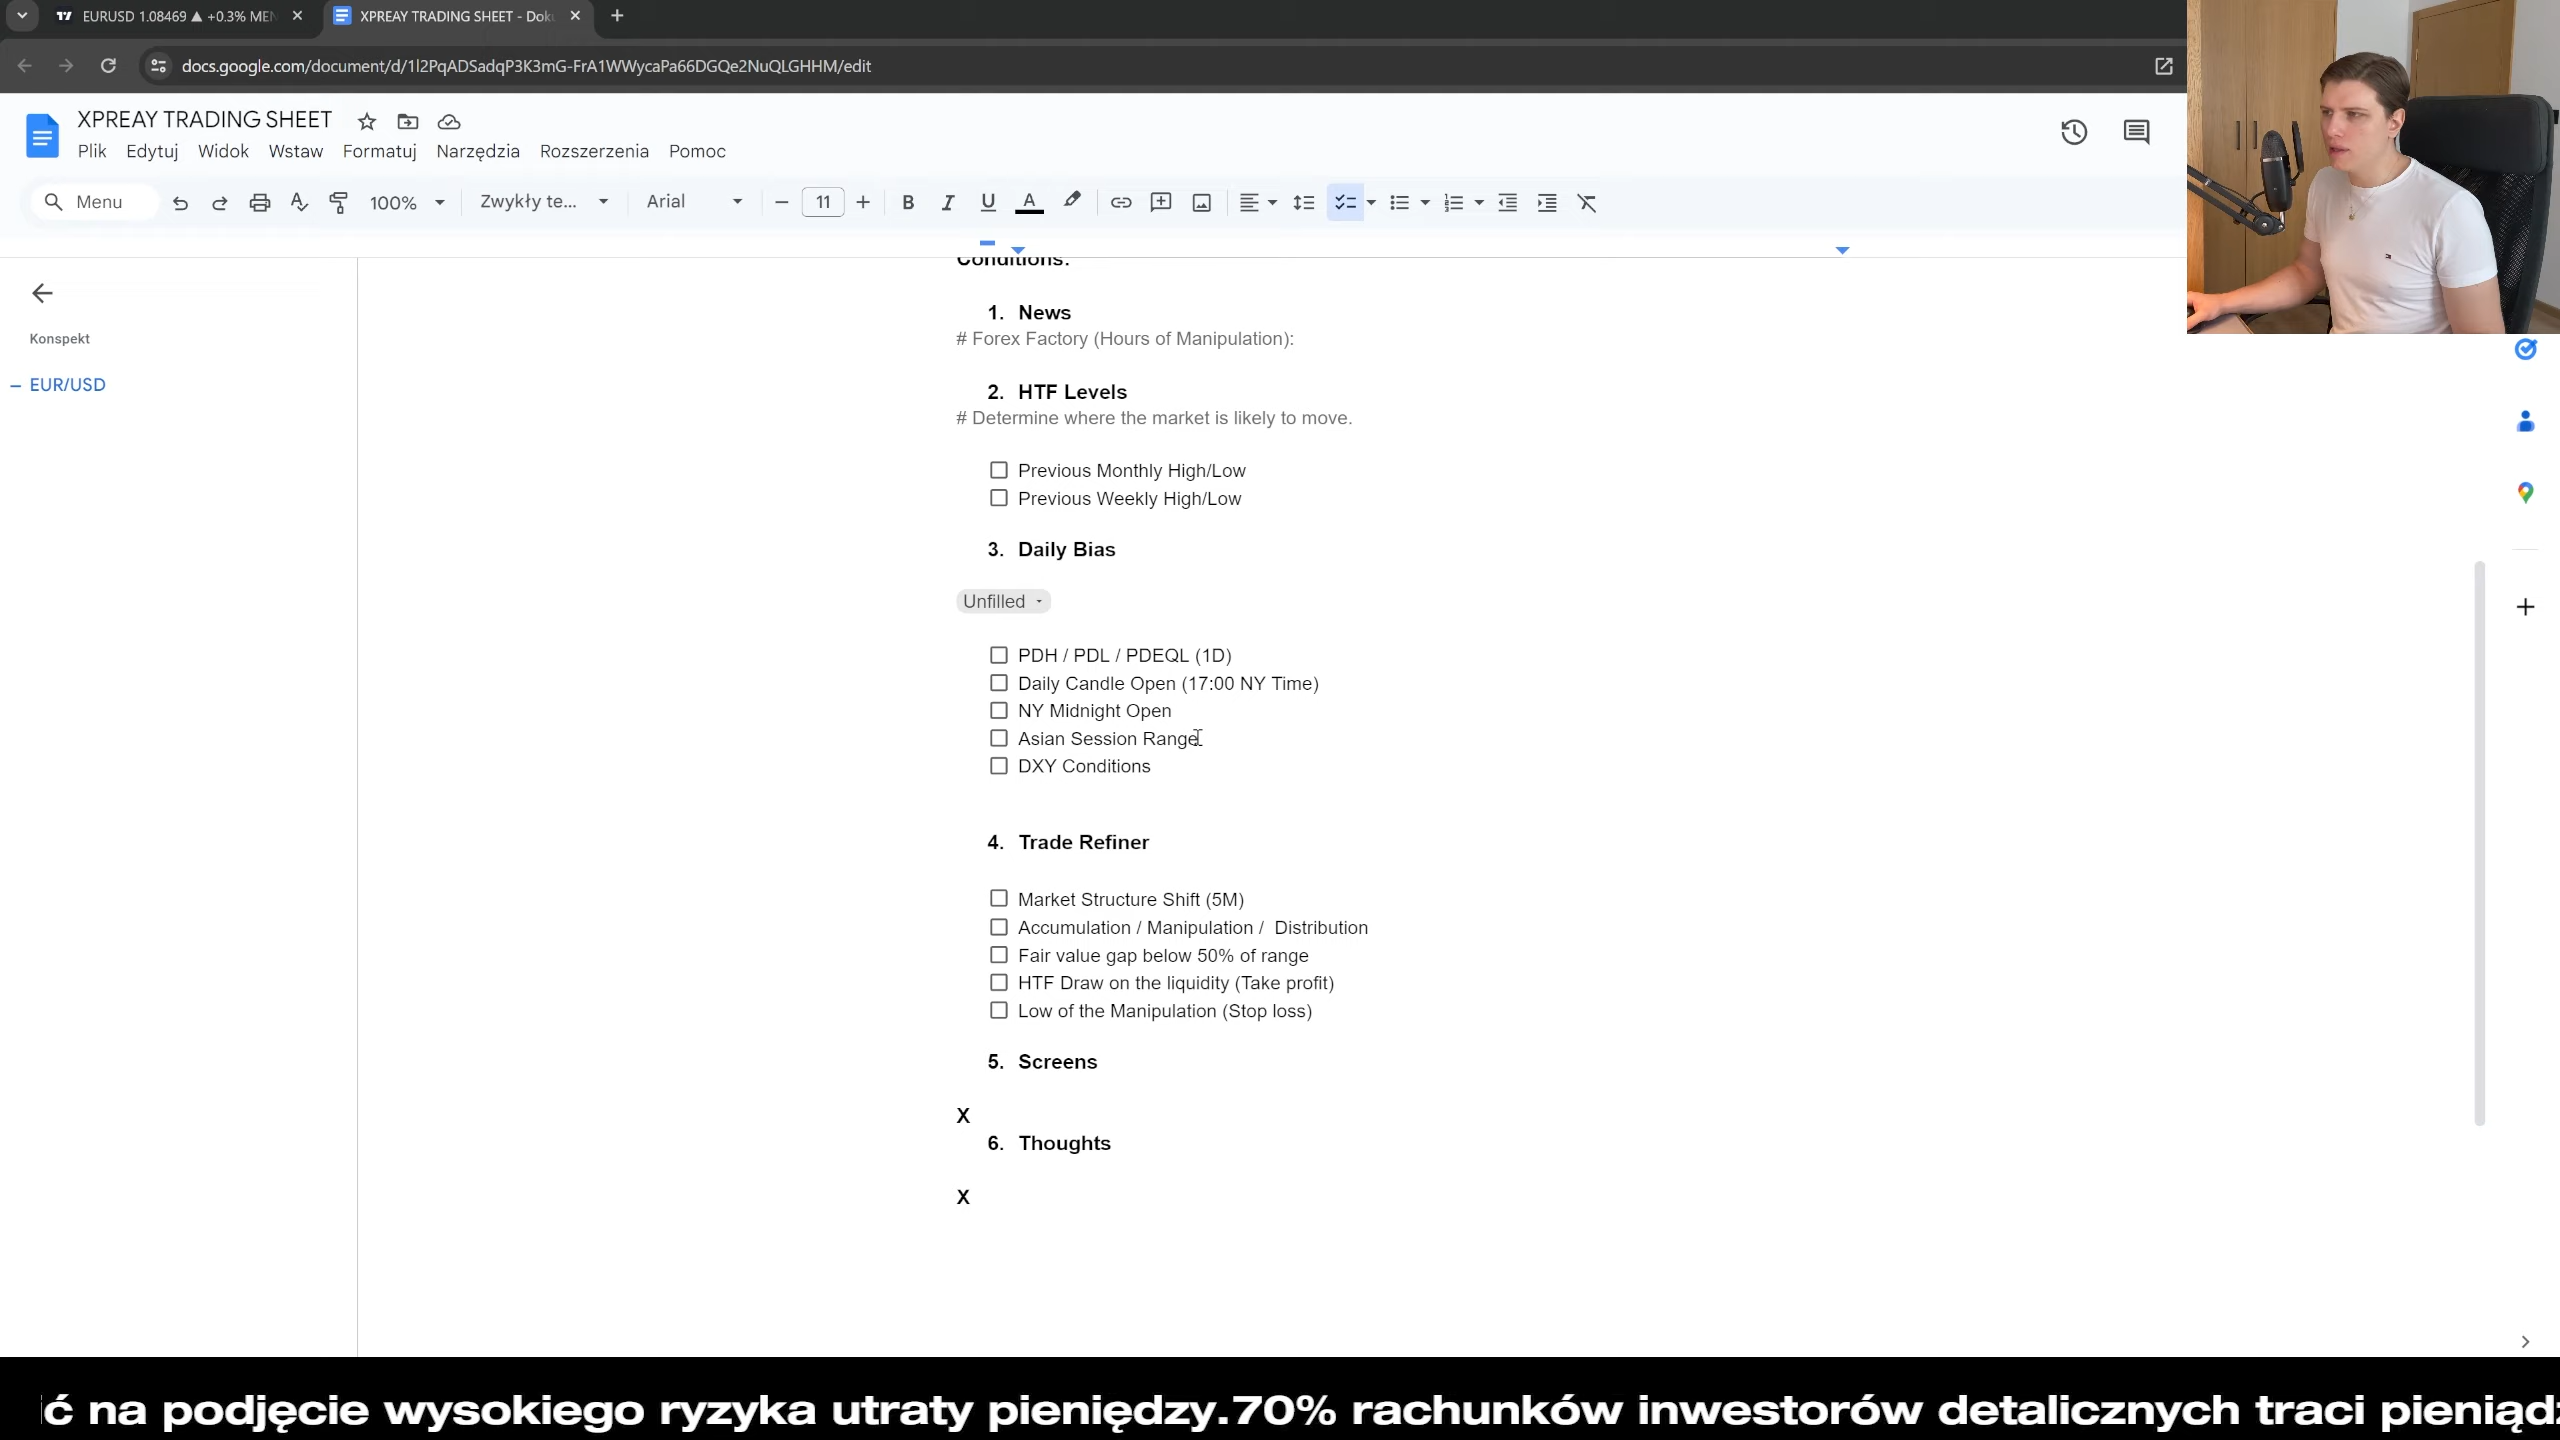 EURUSD 1.08469 ▲ +0.3% MEN
XPREAY TRADING SHEET - Dok
docs.google.com/document/d/1l2PqADSadqP3K3mG-FrA1WWycaPa66DGQe2NuQLGHHM/edit
XPREAY TRADING SHEET
Plik Edytuj Widok Wstaw Formatuj Narzędzia Rozszerzenia Pomoc
Menu 100% Zwykły te... Arial 11
Konspekt
EUR/USD
Conditions:
1. News
# Forex Factory (Hours of Manipulation):
2. HTF Levels
# Determine where the market is likely to move.
Previous Monthly High/Low
Previous Weekly High/Low
3. Daily Bias
Unfilled
PDH / PDL / PDEQL (1D)
Daily Candle Open (17:00 NY Time)
NY Midnight Open
Asian Session Range
DXY Conditions
4. Trade Refiner
Market Structure Shift (5M)
Accumulation / Manipulation /  Distribution
Fair value gap below 50% of range
HTF Draw on the liquidity (Take profit)
Low of the Manipulation (Stop loss)
5. Screens
X
6. Thoughts
X
ć na podjęcie wysokiego ryzyka utraty pieniędzy.70% rachunków inwestorów detalicznych traci pieniądz